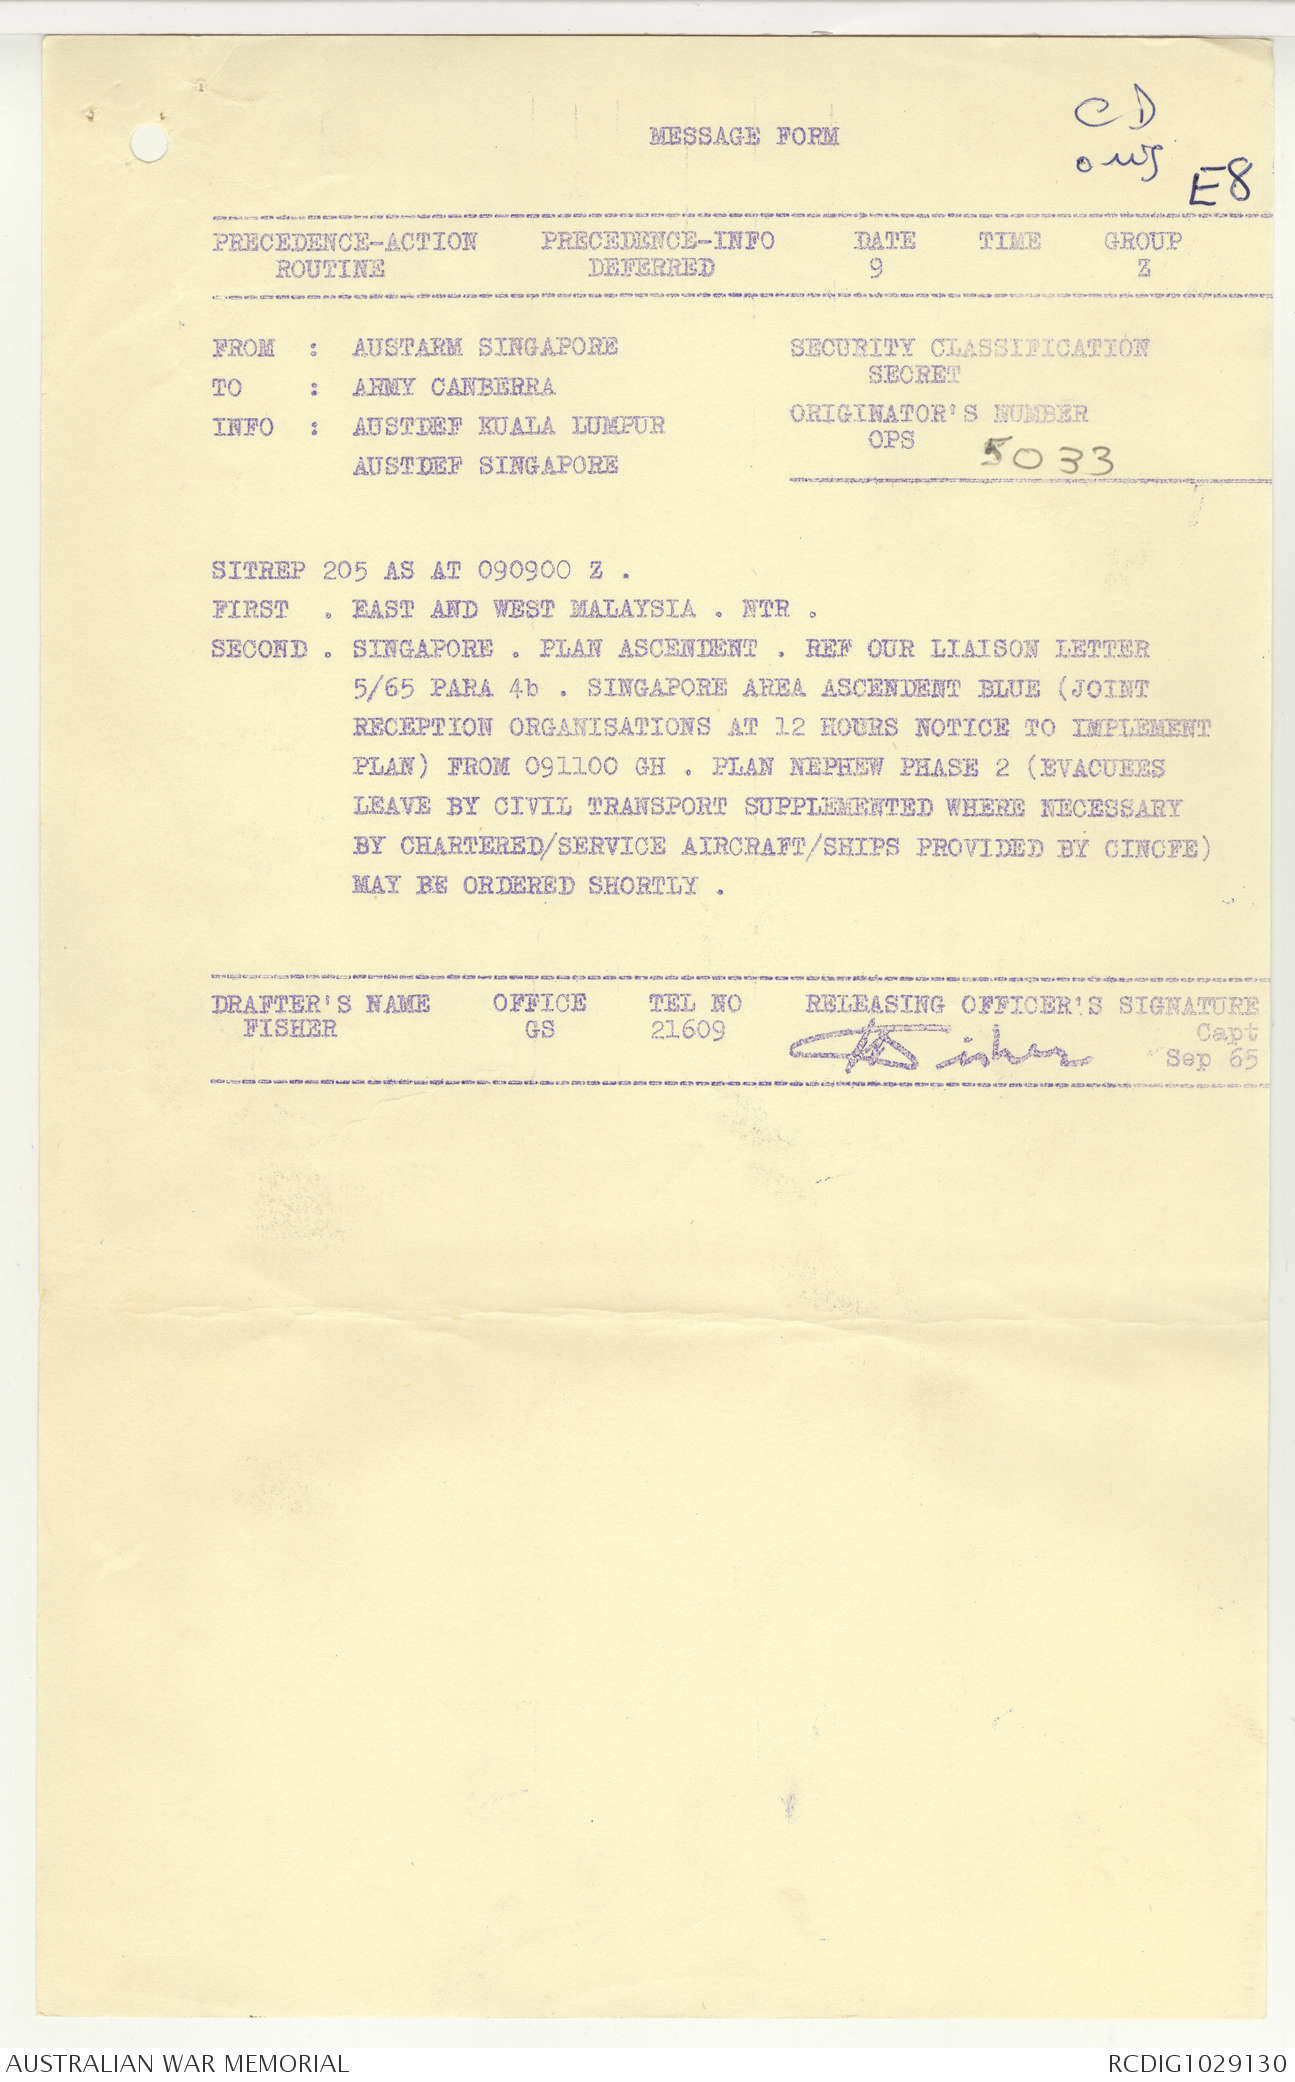 CD
E8
MESSAGE FORM
PRECEDENCE-ACTION PRECEDENCE-INFO DATE TIME GROUP
ROUTINE DEFERRED 9 Z
FROM : AUSTARM SINGAPORE
TO : ARMY CANBERRA
INFO : AUSTDEF KUALA LUMPUR
AUSTDEF SINGAPORE
SECURITY CLASSIFICATION
SECRET
ORIGINATOR'S NUMBER
OPS 5033
SITREP 205 AS AT 090900 Z .
FIRST . EAST AND WEST MALAYSIA . NTR .
SECOND . SINGAPORE . PLAN ASCENDENT . REF OUR LIAISON LETTER
5/65 PARA 4b . SINGAPORE AREA ASCENDENT BLUE (JOINT
RECEPTION ORGANISATIONS AT 12 HOURS NOTICE TO IMPLEMENT
PLAN) FROM 091100 GH . PLAN NEPHEW PHASE 2 (EVACUEES
LEAVE BY CIVIL TRANSPORT SUPPLEMENTED WHERE NECESSARY
BY CHARTERED/SERVICE AIRCRAFT/SHIPS PROVIDED BY CINCFE)
MAY BE ORDERED SHORTLY .
DRAFTER'S NAME OFFICE TEL NO RELEASING OFFICER'S SIGNATURE
FISHER GS 21609 Capt
Fisher Sep 65
AUSTRALIAN WAR MEMORIAL RCDIG1029130